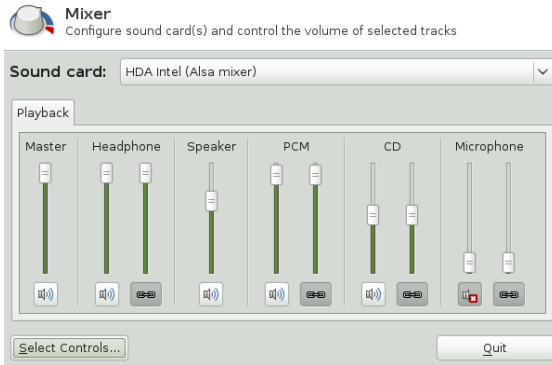 Mixer
Configure sound card(s) and control the volume of selected tracks
Sound card: HDA Intel (Alsa mixer)
Playback
Master Headphone Speaker PCM CD Microphone
Select Controls... Quit